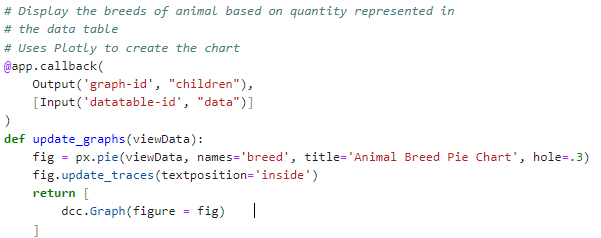 # Display the breeds of animal based on quantity represented in
# the data table
# Uses Plotly to create the chart
@app.callback(
    Output('graph-id', "children"),
    [Input('datatable-id', "data")]
)
def update_graphs(viewData):
    fig = px.pie(viewData, names='breed', title='Animal Breed Pie Chart', hole=.3)
    fig.update_traces(textposition='inside')
    return [
        dcc.Graph(figure = fig)
    ]